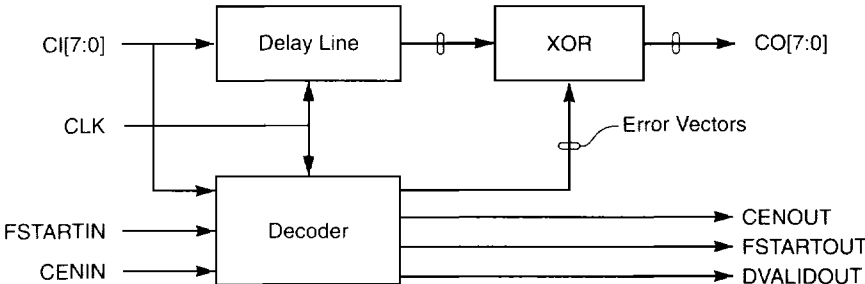 CI[7:0]
Delay Line
XOR
CO[7:0]
CLK
Error Vectors
FSTARTIN
Decoder
CENIN
CENOUT
FSTARTOUT
DVALIDOUT